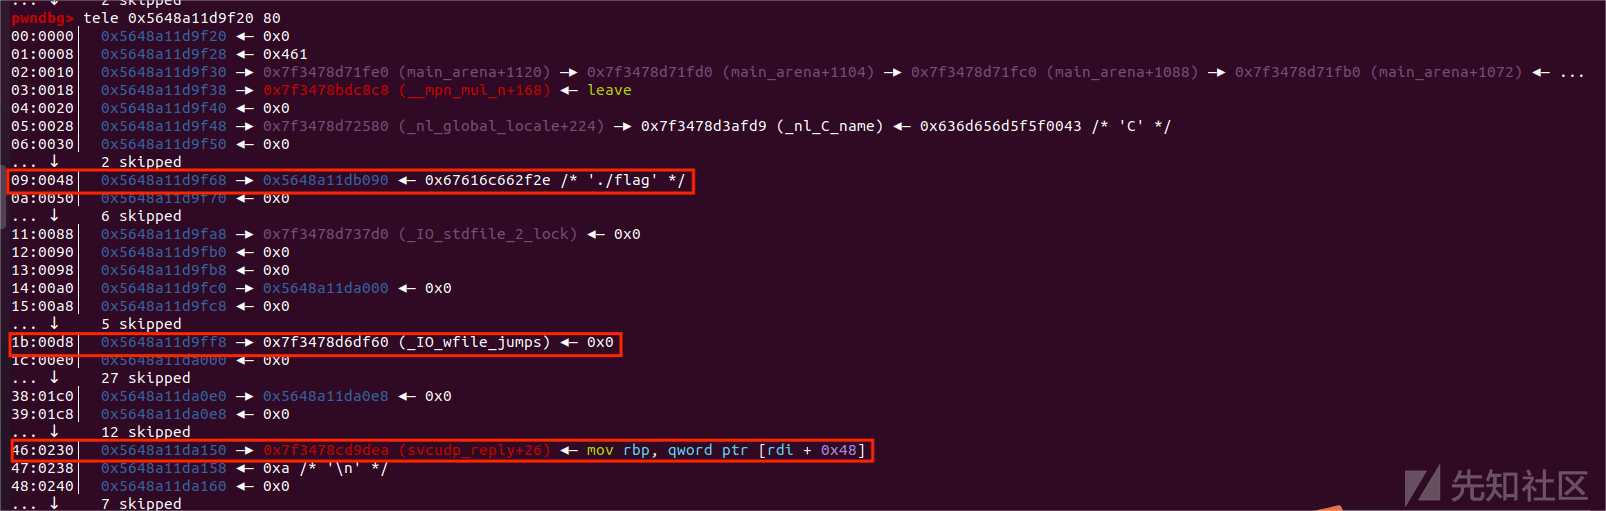 ... ↓     2 skipped
pwndbg> tele 0x5648a11d9f20 80
00:0000│  0x5648a11d9f20 ◂— 0x0
01:0008│  0x5648a11d9f28 ◂— 0x461
02:0010│  0x5648a11d9f30 —▸ 0x7f3478d71fe0 (main_arena+1120) —▸ 0x7f3478d71fd0 (main_arena+1104) —▸ 0x7f3478d71fc0 (main_arena+1088) —▸ 0x7f3478d71fb0 (main_arena+1072) ◂— ...
03:0018│  0x5648a11d9f38 —▸ 0x7f3478bdc8c8 (__mpn_mul_n+168) ◂— leave
04:0020│  0x5648a11d9f40 ◂— 0x0
05:0028│  0x5648a11d9f48 —▸ 0x7f3478d72580 (_nl_global_locale+224) —▸ 0x7f3478d3afd9 (_nl_C_name) ◂— 0x636d656d5f5f0043 /* 'C' */
06:0030│  0x5648a11d9f50 ◂— 0x0
... ↓     2 skipped
09:0048│  0x5648a11d9f68 —▸ 0x5648a11db090 ◂— 0x67616c662f2e /* './flag' */
0a:0050│  0x5648a11d9f70 ◂— 0x0
... ↓     6 skipped
11:0088│  0x5648a11d9fa8 —▸ 0x7f3478d737d0 (_IO_stdfile_2_lock) ◂— 0x0
12:0090│  0x5648a11d9fb0 ◂— 0x0
13:0098│  0x5648a11d9fb8 ◂— 0x0
14:00a0│  0x5648a11d9fc0 —▸ 0x5648a11da000 ◂— 0x0
15:00a8│  0x5648a11d9fc8 ◂— 0x0
... ↓     5 skipped
1b:00d8│  0x5648a11d9ff8 —▸ 0x7f3478d6df60 (_IO_wfile_jumps) ◂— 0x0
1c:00e0│  0x5648a11da000 ◂— 0x0
... ↓     27 skipped
38:01c0│  0x5648a11da0e0 —▸ 0x5648a11da0e8 ◂— 0x0
39:01c8│  0x5648a11da0e8 ◂— 0x0
... ↓     12 skipped
46:0230│  0x5648a11da150 —▸ 0x7f3478cd9dea (svcudp_reply+26) ◂— mov rbp, qword ptr [rdi + 0x48]
47:0238│  0x5648a11da158 ◂— 0xa /* '\n' */
48:0240│  0x5648a11da160 ◂— 0x0
... ↓     7 skipped
先知社区